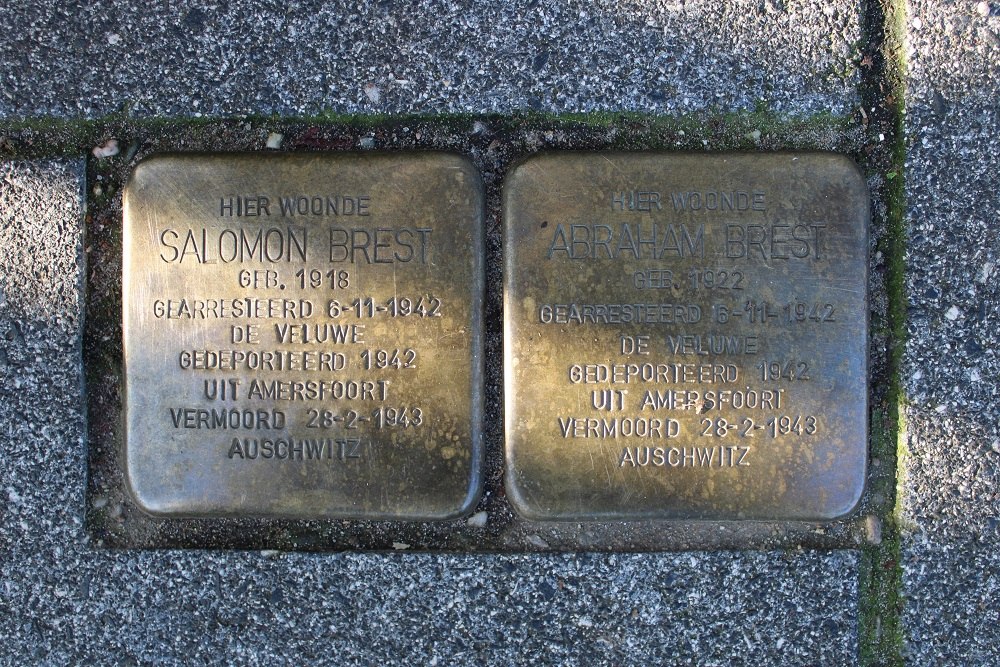 HIER WOONDE
SALOMON BREST
GEB. 1918
GEARRESTEERD 6-11-1942
DE VELUWE
GEDEPORTEERD 1942
UIT AMERSFOORT
VERMOORD 28-2-1943
AUSCHWITZ
HIER WOONDE
ABRAHAM BREST
GEB. 1922
GEARRESTEERD 6-11-1942
DE VELUWE
GEDEPORTEERD 1942
UIT AMERSFOORT
VERMOORD 28-2-1943
AUSCHWITZ